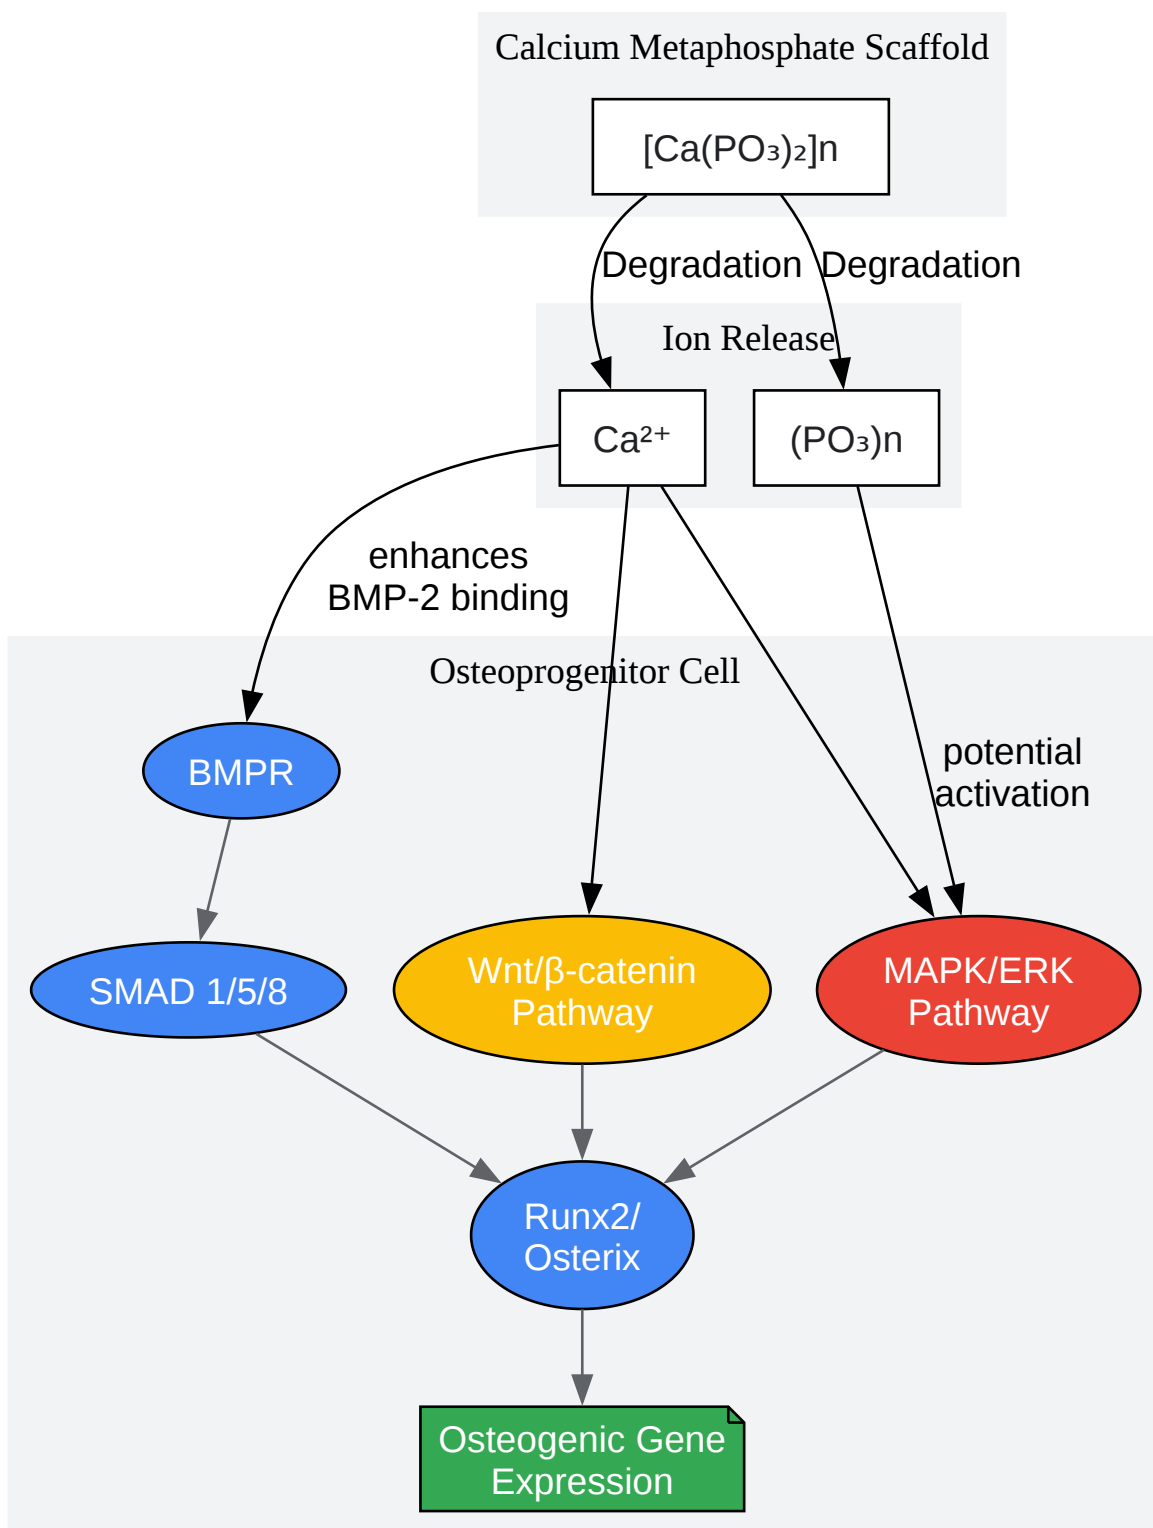 Calcium Metaphosphate Scaffold
[Ca(PO₃)₂]n
Degradation
Degradation
Ion Release
Ca²⁺
(PO₃)n
enhances
BMP-2 binding
Osteoprogenitor Cell
BMPR
potential
activation
SMAD 1/5/8
Wnt/β-catenin
Pathway
MAPK/ERK
Pathway
Runx2/
Osterix
Osteogenic Gene
Expression